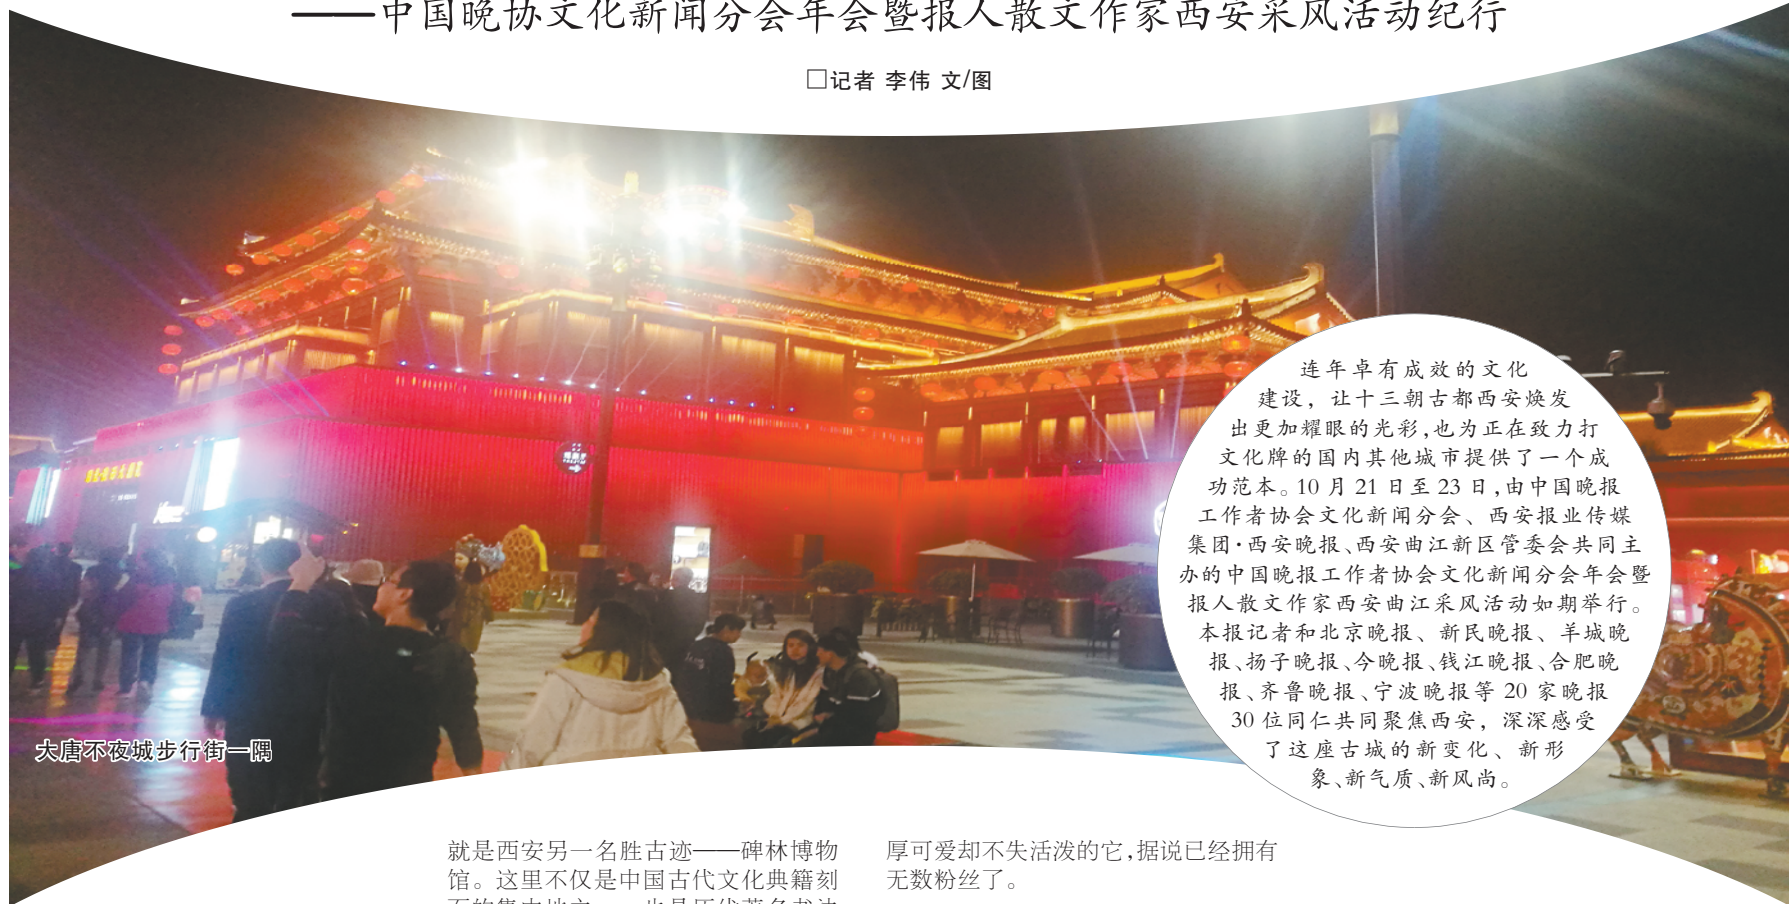 ——中国晚协文化新闻分会年会暨报人散文作家西安采风活动纪行
□记者 李伟 文/图
连年卓有成效的文化
建设，让十三朝古都西安焕发
出更加耀眼的光彩，也为正在致力打
文化牌的国内其他城市提供了一个成
功范本。10月21日至23日，由中国晚报
工作者协会文化新闻分会、西安报业传媒
集团·西安晚报、西安曲江新区管委会共同主
办的中国晚报工作者协会文化新闻分会年会暨
报人散文作家西安曲江采风活动如期举行。
本报记者和北京晚报、新民晚报、羊城晚
报、扬子晚报、今晚报、钱江晚报、合肥晚
报、齐鲁晚报、宁波晚报等20家晚报
30位同仁共同聚焦西安，深深感受
了这座古城的新变化、新形
象、新气质、新风尚。
大唐不夜城步行街一隅
就是西安另一名胜古迹——碑林博物
馆。这里不仅是中国古代文化典籍刻
厚可爱却不失活泼的它，据说已经拥有
无数粉丝了。